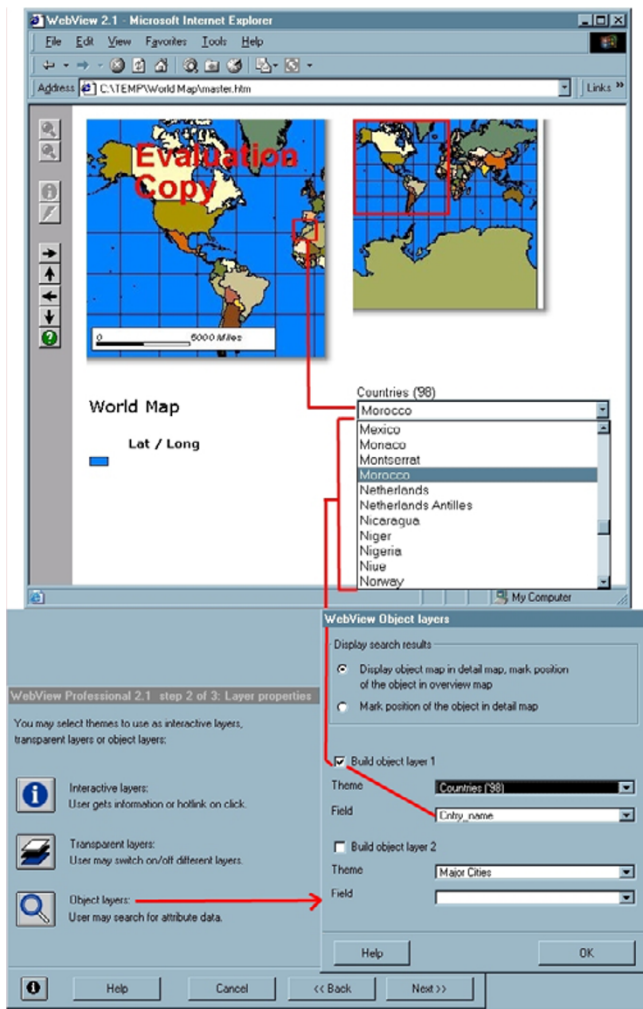 WebView 2.1 - Microsoft Internet Explorer
File Edit View Favorites Tools Help
Address C:\TEMP\World Map\master.htm Links »
Evaluation
Copy
0 5000 Miles
World Map
Lat / Long
Countries ('98)
Morocco
Mexico
Monaco
Montserrat
Morocco
Netherlands
Netherlands Antilles
Nicaragua
Niger
Nigeria
Niue
Norway
My Computer
WebView Object layers
Display search results
Display object map in detail map, mark position
of the object in overview map
Mark position of the object in detail map
Build object layer 1
Theme Countries ('98)
Field Cntry_name
Build object layer 2
Theme Major Cities
Field
Help OK
WebView Professional 2.1 step 2 of 3: Layer properties
You may select themes to use as interactive layers,
transparent layers or object layers:
Interactive layers:
User gets information or hotlink on click.
Transparent layers:
User may switch on/off different layers.
Object layers:
User may search for attribute data.
Help Cancel << Back Next >>